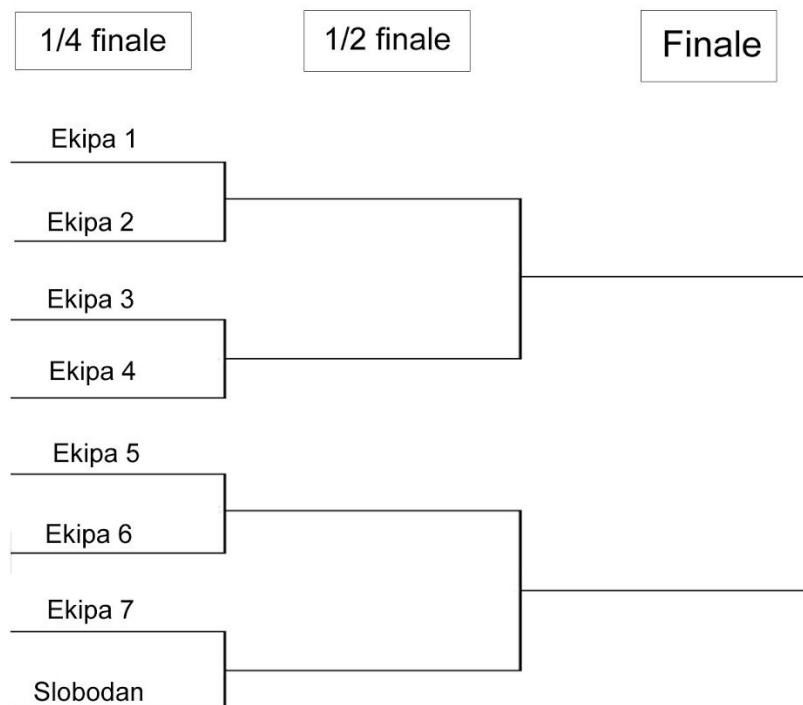 1/4 finale
1/2 finale
Finale
Ekipa 1
Ekipa 2
Ekipa 3
Ekipa 4
Ekipa 5
Ekipa 6
Ekipa 7
Slobodan